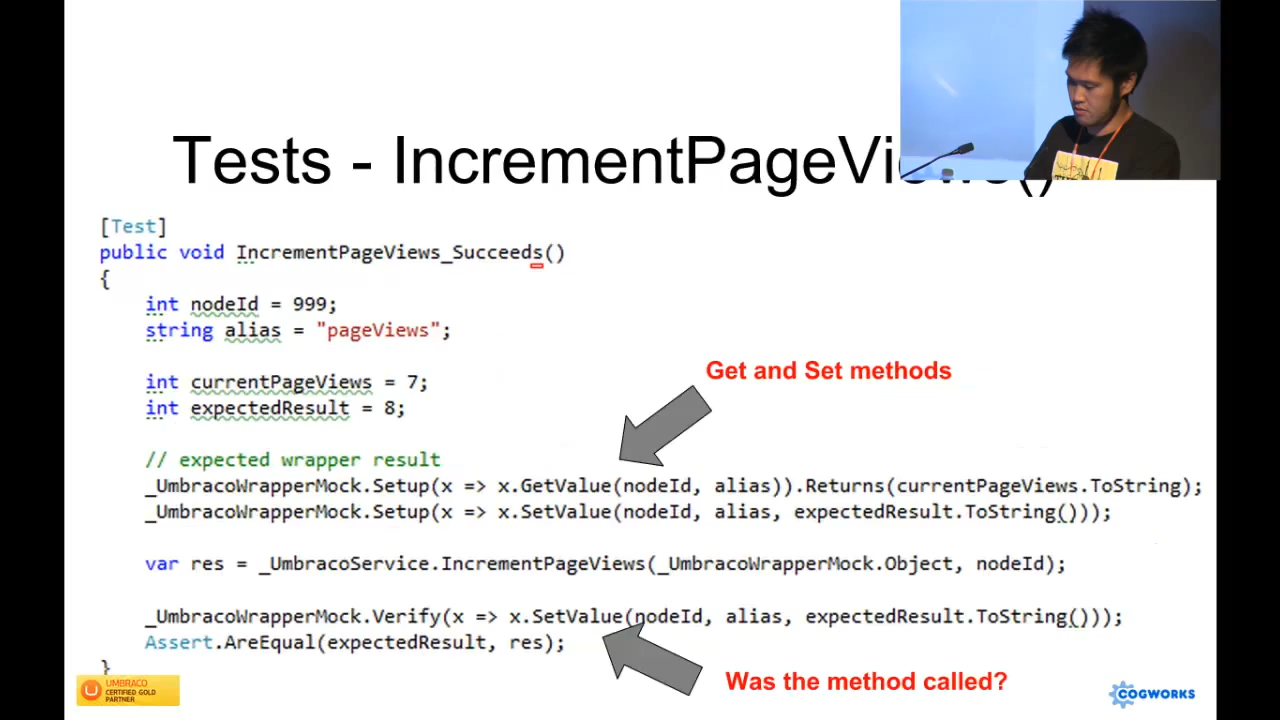 Tests - IncrementPageViews()
[Test]
public void IncrementPageViews_Succeeds()
{
int nodeId = 999;
string alias = "pageViews";
int currentPageViews = 7;
int expectedResult = 8;
Get and Set methods
// expected wrapper result
_UmbracoWrapperMock.Setup(x => x.GetValue(nodeId, alias)).Returns(currentPageViews.ToString);
_UmbracoWrapperMock.Setup(x => x.SetValue(nodeId, alias, expectedResult.ToString()));
var res = _UmbracoService.IncrementPageViews(_UmbracoWrapperMock.Object, nodeId);
_UmbracoWrapperMock.Verify(x => x.SetValue(nodeId, alias, expectedResult.ToString()));
Assert.AreEqual(expectedResult, res);
}
Was the method called?
UMBRACO
CERTIFIED GOLD
PARTNER
COGWORKS